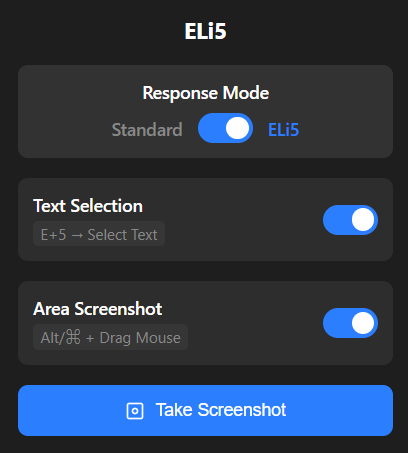 ELi5
Response Mode
Standard ELi5
Text Selection
E+5 → Select Text
Area Screenshot
Alt/⌘ + Drag Mouse
Take Screenshot